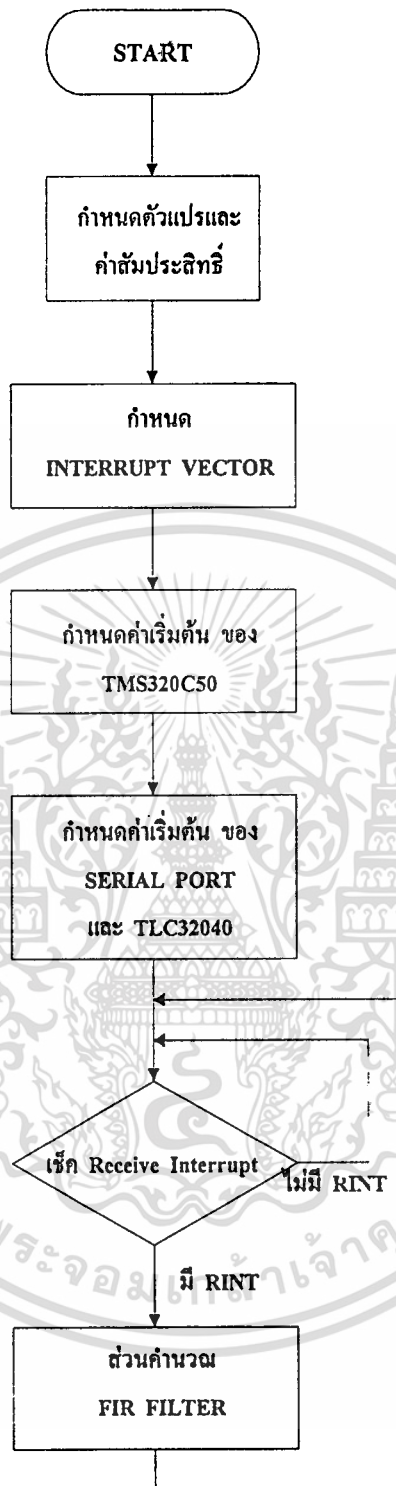 START
กำหนดตัวแปรและ
ค่าสัมประสิทธิ์
กำหนด
INTERRUPT VECTOR
กำหนดค่าเริ่มต้น ของ
TMS320C50
กำหนดค่าเริ่มต้น ของ
SERIAL PORT
และ TLC32040
เช็ค Receive Interrupt
ไม่มี RINT
มี RINT
ส่วนคำนวณ
FIR FILTER